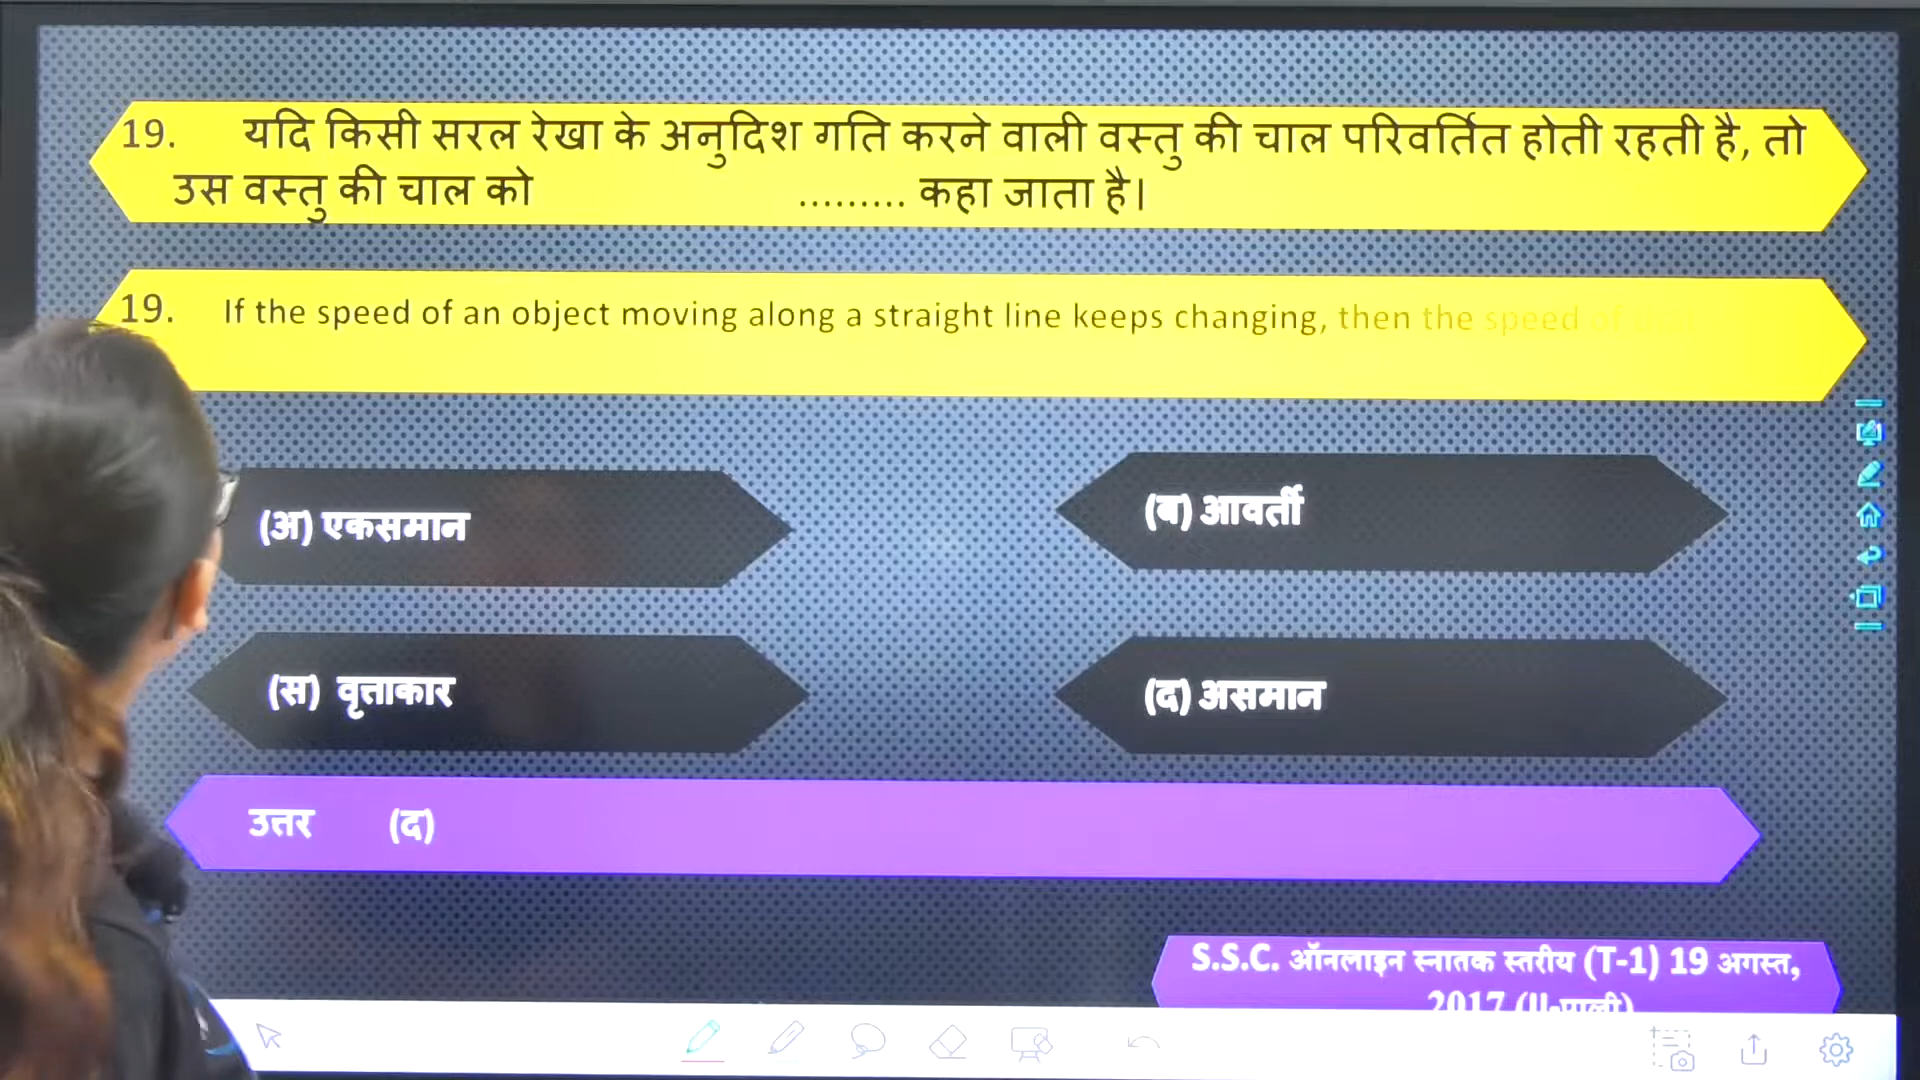 19. यदि किसी सरल रेखा के अनुदिश गति करने वाली वस्तु की चाल परिवर्तित होती रहती है, तो
उस वस्तु की चाल को ......... कहा जाता है।
19. If the speed of an object moving along a straight line keeps changing, then the speed of
(अ) एकसमान
(ब) आवर्ती
(स) वृत्ताकार
(द) असमान
उत्तर (द)
S.S.C. ऑनलाइन स्नातक स्तरीय (T-1) 19 अगस्त,
2017 (II-पाली)